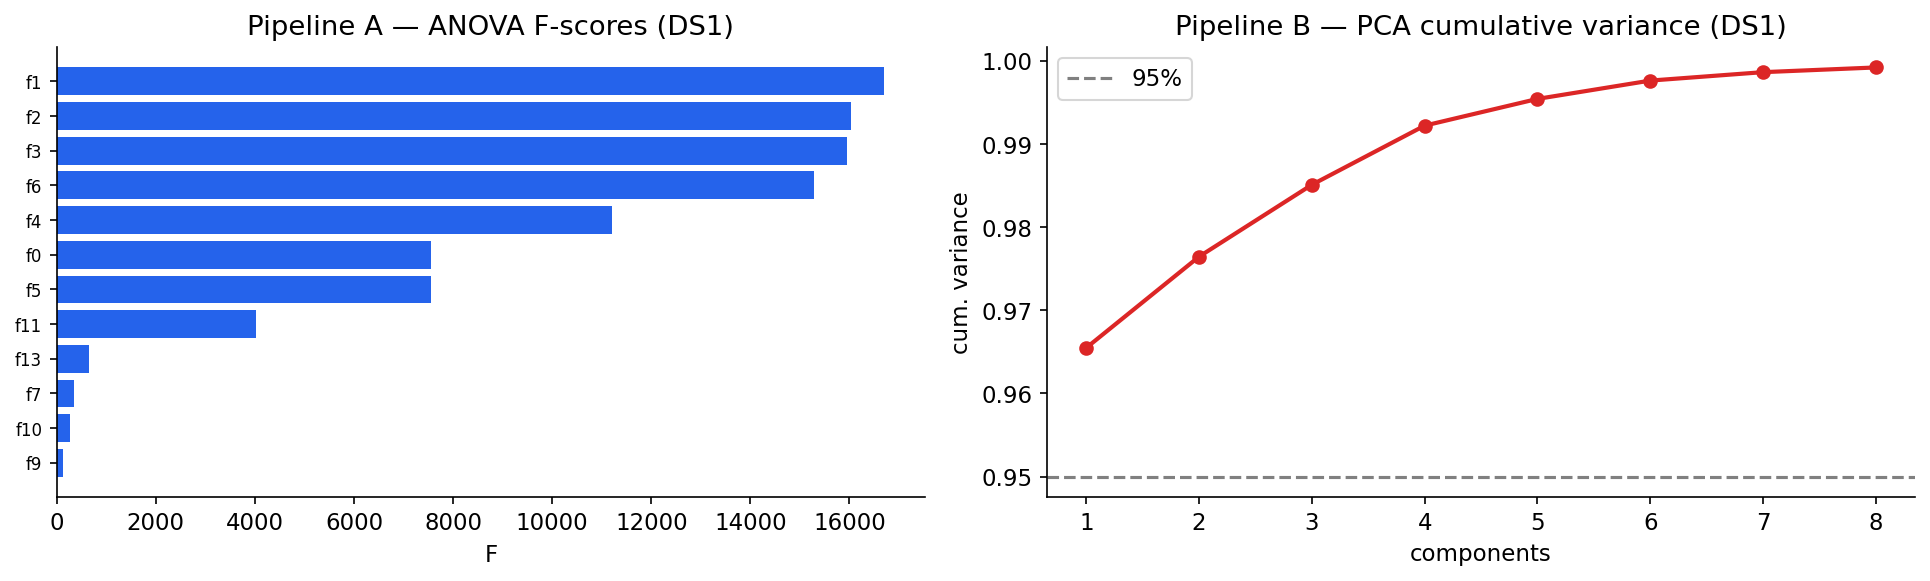 Pipeline A — ANOVA F-scores (DS1)
f1
f2
f3
f6
f4
f0
f5
f11
f13
f7
f10
f9
0 2000 4000 6000 8000 10000 12000 14000 16000
F
Pipeline B — PCA cumulative variance (DS1)
95%
cum. variance
1.00
0.99
0.98
0.97
0.96
0.95
1 2 3 4 5 6 7 8
components